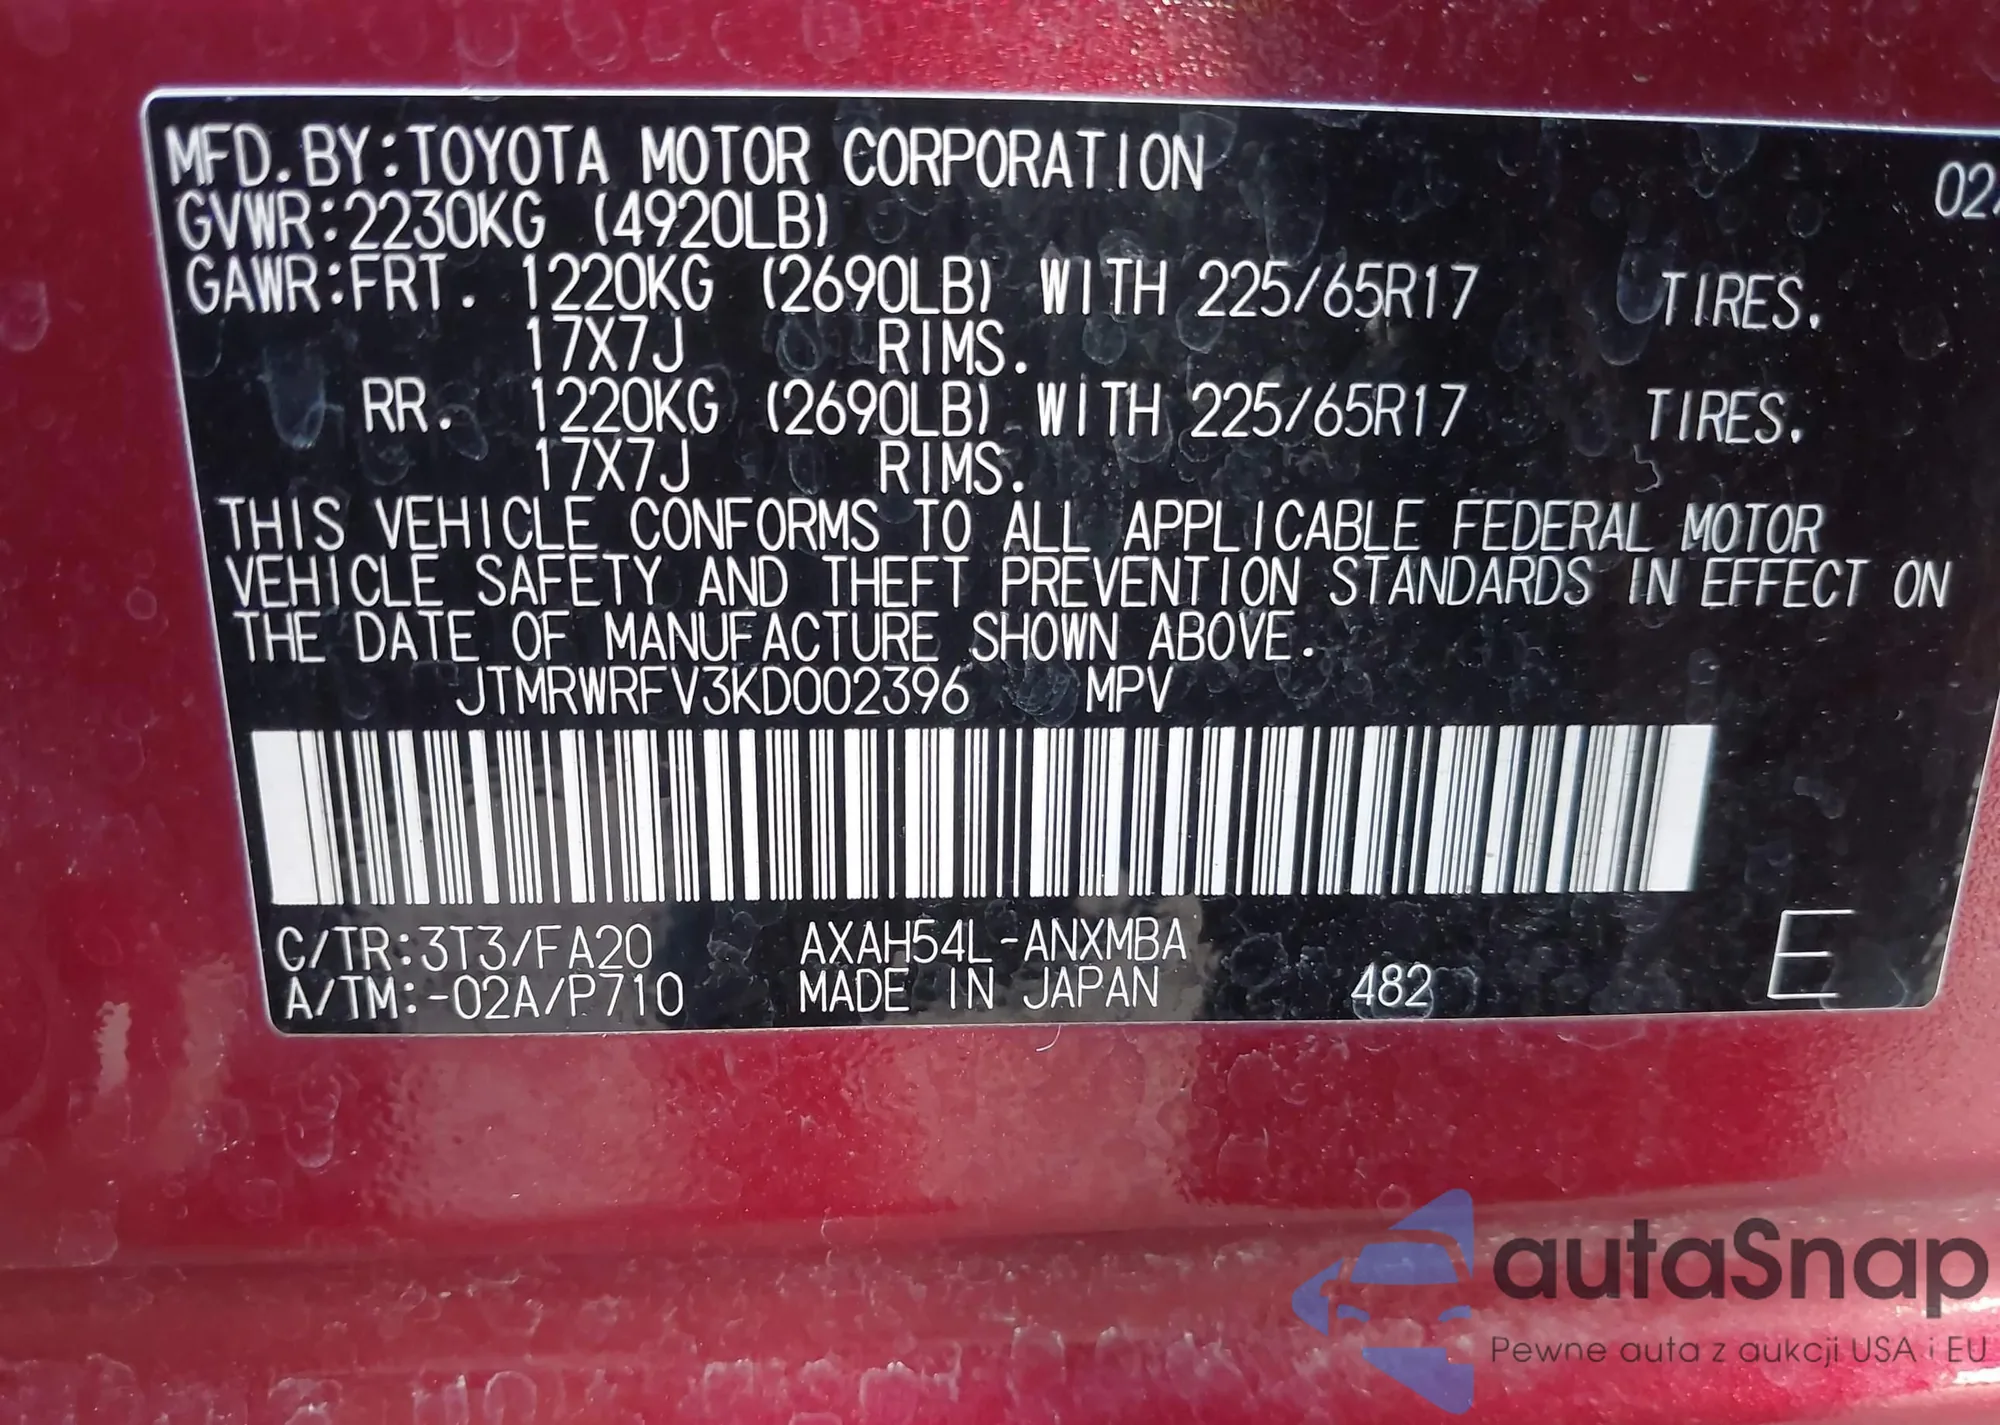 MFD.BY:TOYOTA MOTOR CORPORATION 02/
GVWR:2230KG (4920LB)
GAWR:FRT. 1220KG (2690LB) WITH 225/65R17 TIRES.
17X7J RIMS.
RR. 1220KG (2690LB) WITH 225/65R17 TIRES.
17X7J RIMS.
THIS VEHICLE CONFORMS TO ALL APPLICABLE FEDERAL MOTOR
VEHICLE SAFETY AND THEFT PREVENTION STANDARDS IN EFFECT ON
THE DATE OF MANUFACTURE SHOWN ABOVE.
JTMRWRFV3KD002396 MPV
C/TR:3T3/FA20 AXAH54L-ANXMBA
A/TM:-02A/P710 MADE IN JAPAN 482 E
autaSnap
Pewne auta z aukcji USA i EU